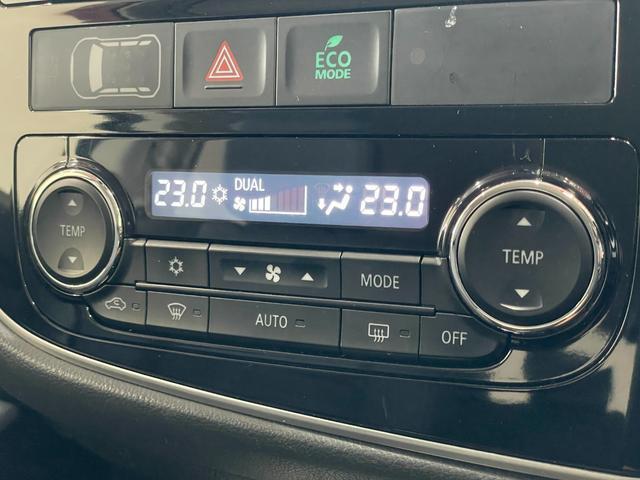 ECO
MODE
23.0 DUAL 23.0
TEMP
TEMP
MODE
AUTO
OFF